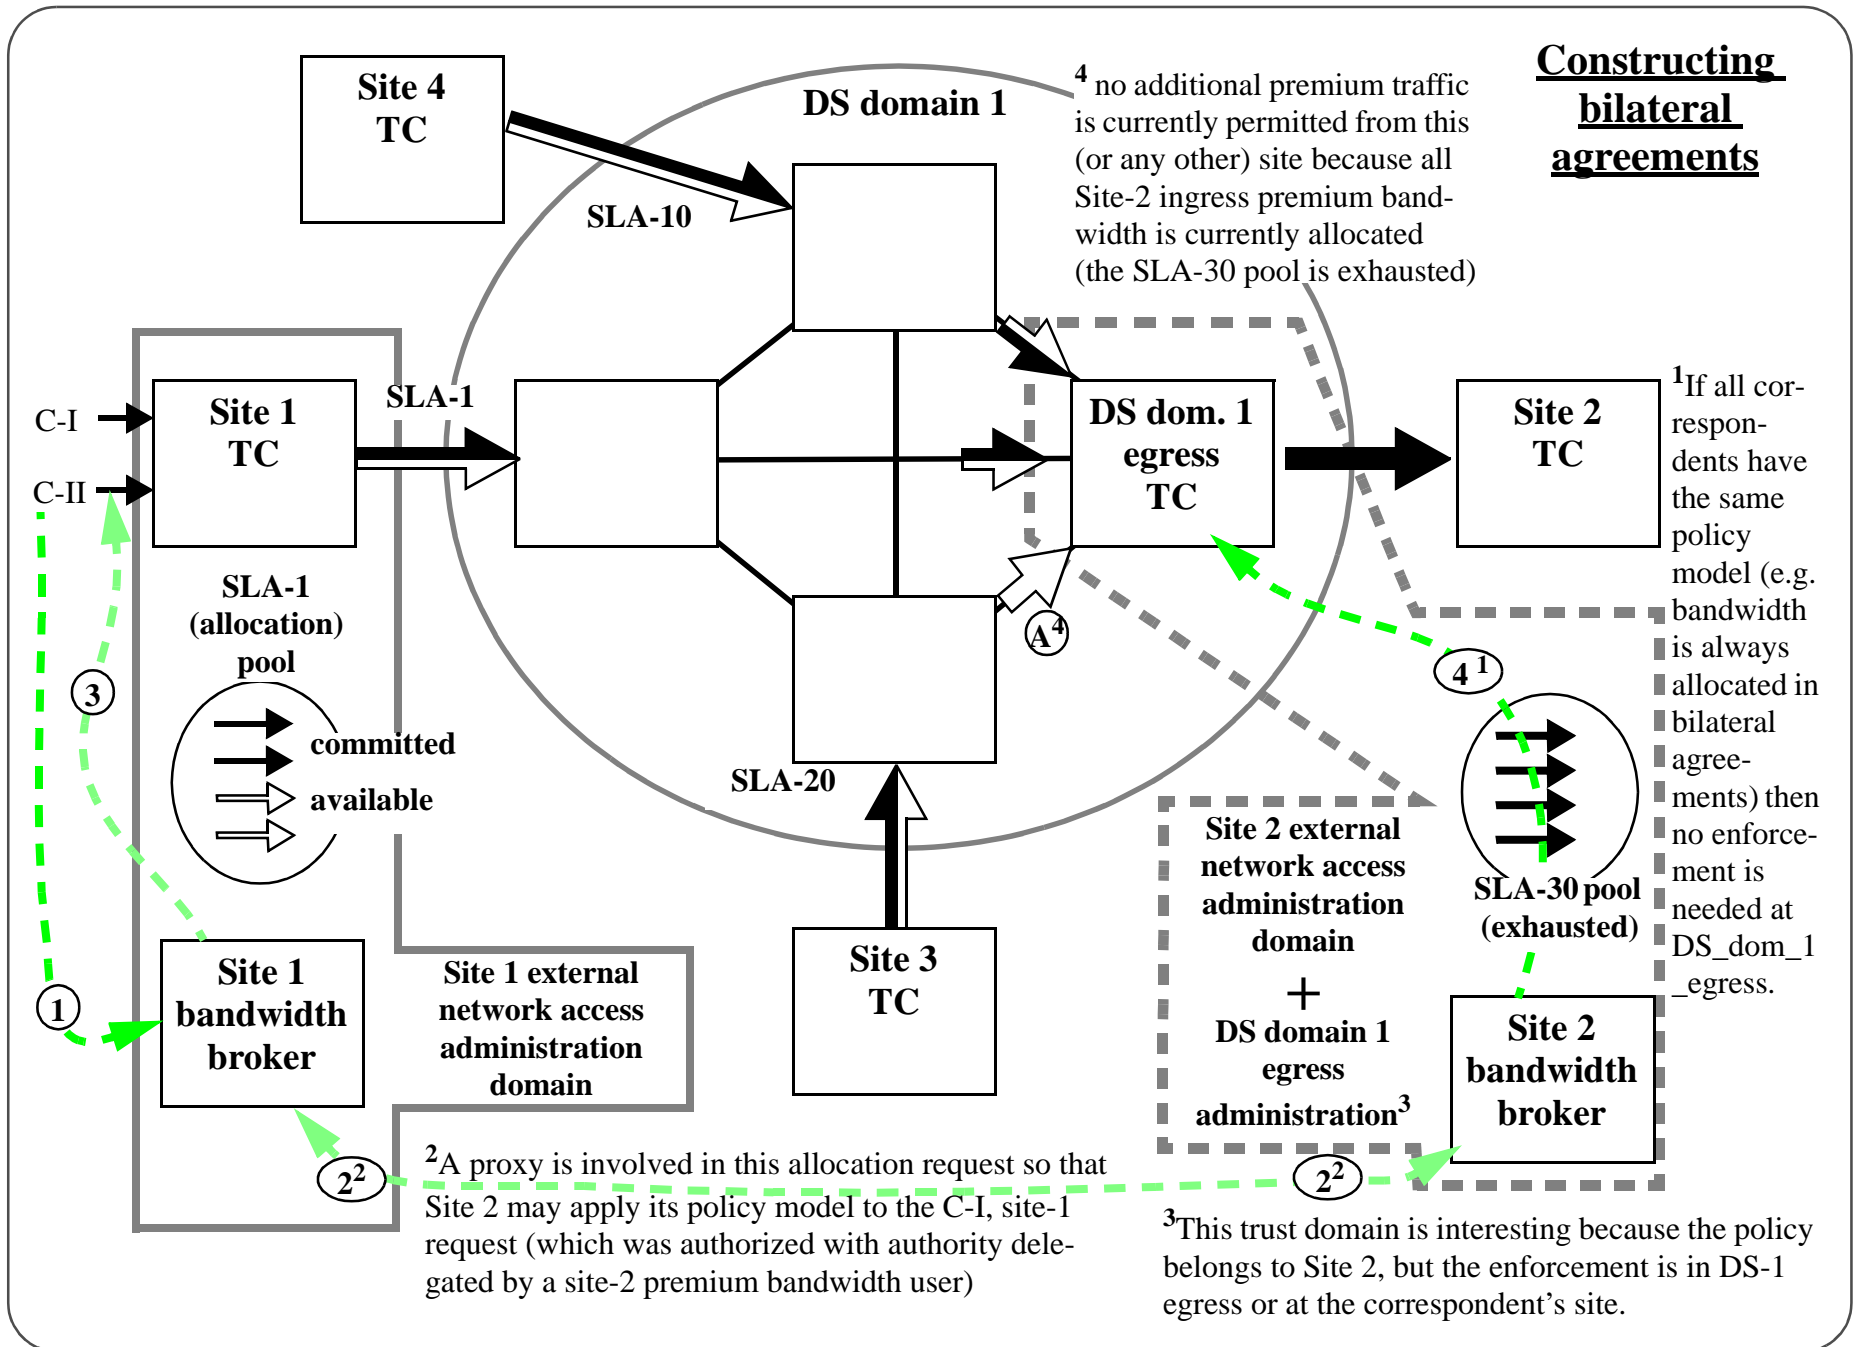 Constructing
bilateral
agreements
Site 4
TC
DS domain 1
4 no additional premium traffic
is currently permitted from this
(or any other) site because all
Site-2 ingress premium band-
width is currently allocated
(the SLA-30 pool is exhausted)
SLA-10
C-I
C-II
Site 1
TC
SLA-1
DS dom. 1
egress
TC
Site 2
TC
1If all cor-
respon-
dents have
the same
policy
model (e.g.
bandwidth
is always
allocated in
bilateral
agree-
ments) then
no enforce-
ment is
needed at
DS_dom_1
_egress.
SLA-1
(allocation)
pool
committed
available
3
A4
4 1
SLA-20
Site 3
TC
Site 2 external
network access
administration
domain
+
DS domain 1
egress
administration3
SLA-30 pool
(exhausted)
1
Site 1
bandwidth
broker
Site 1 external
network access
administration
domain
Site 2
bandwidth
broker
22
22
2A proxy is involved in this allocation request so that
Site 2 may apply its policy model to the C-I, site-1
request (which was authorized with authority dele-
gated by a site-2 premium bandwidth user)
3This trust domain is interesting because the policy
belongs to Site 2, but the enforcement is in DS-1
egress or at the correspondent’s site.